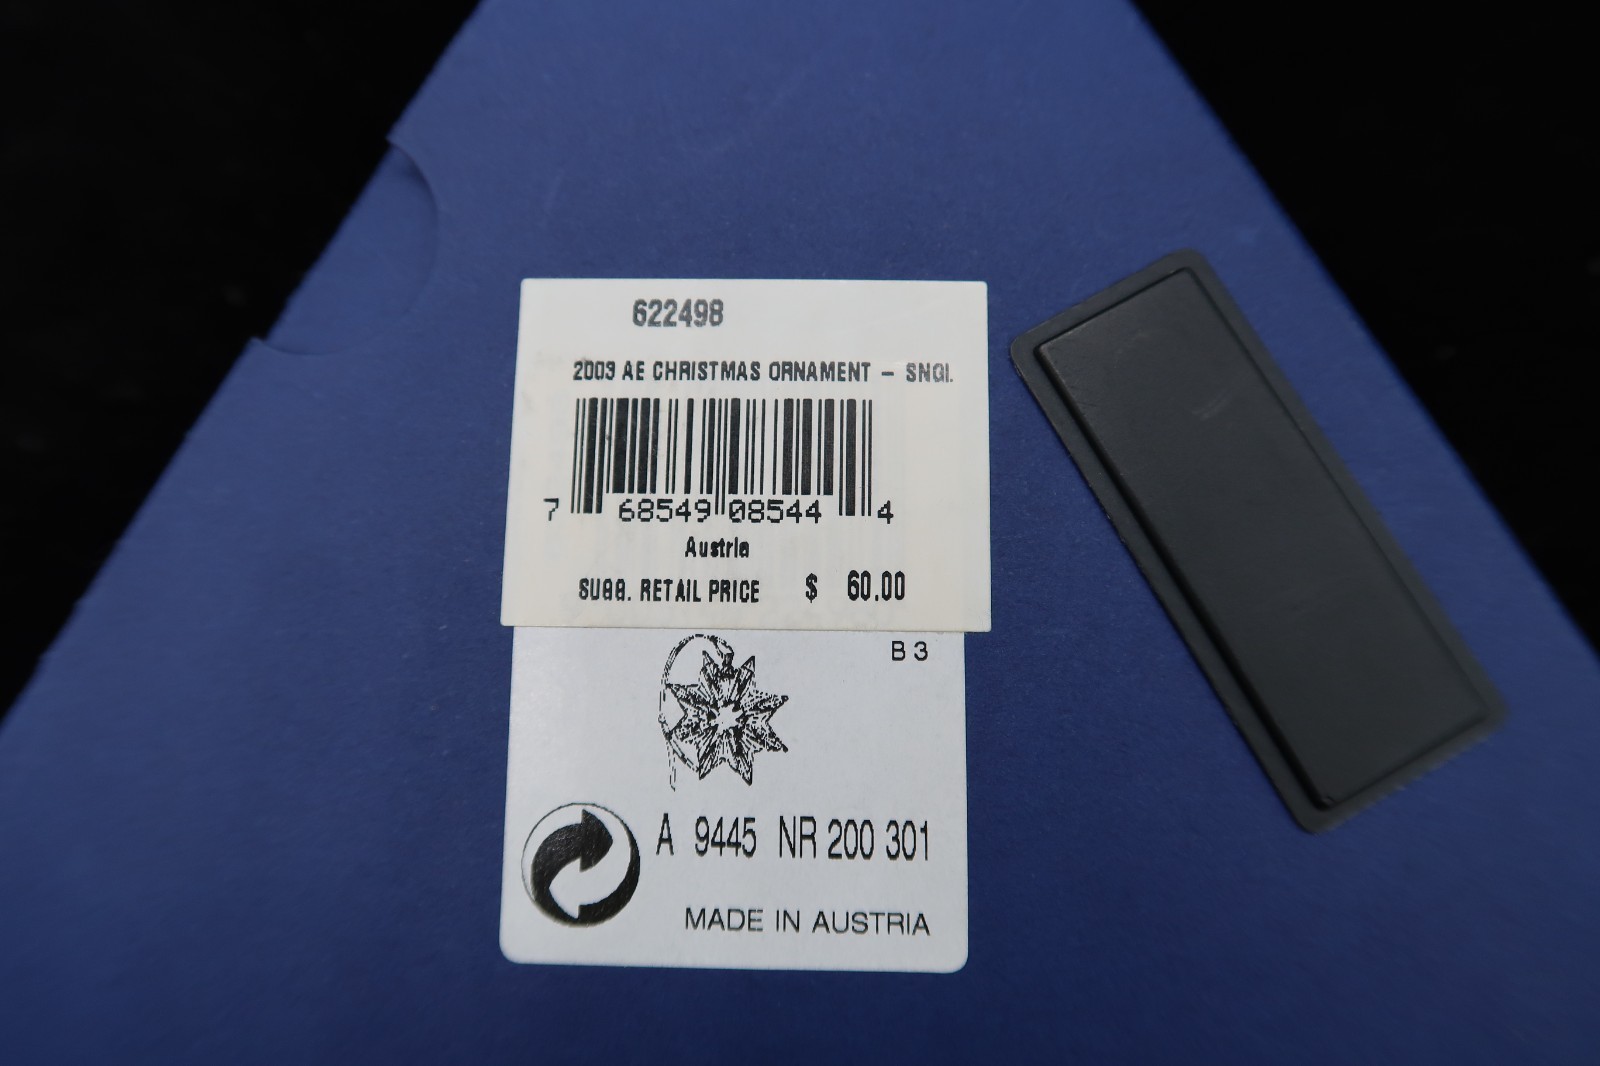 622498
2003 AE CHRISTMAS ORNAMENT - SNGL
7 68549 08544 4
Austria
SUGG. RETAIL PRICE $ 60.00
B 3
A 9445 NR 200 301
MADE IN AUSTRIA